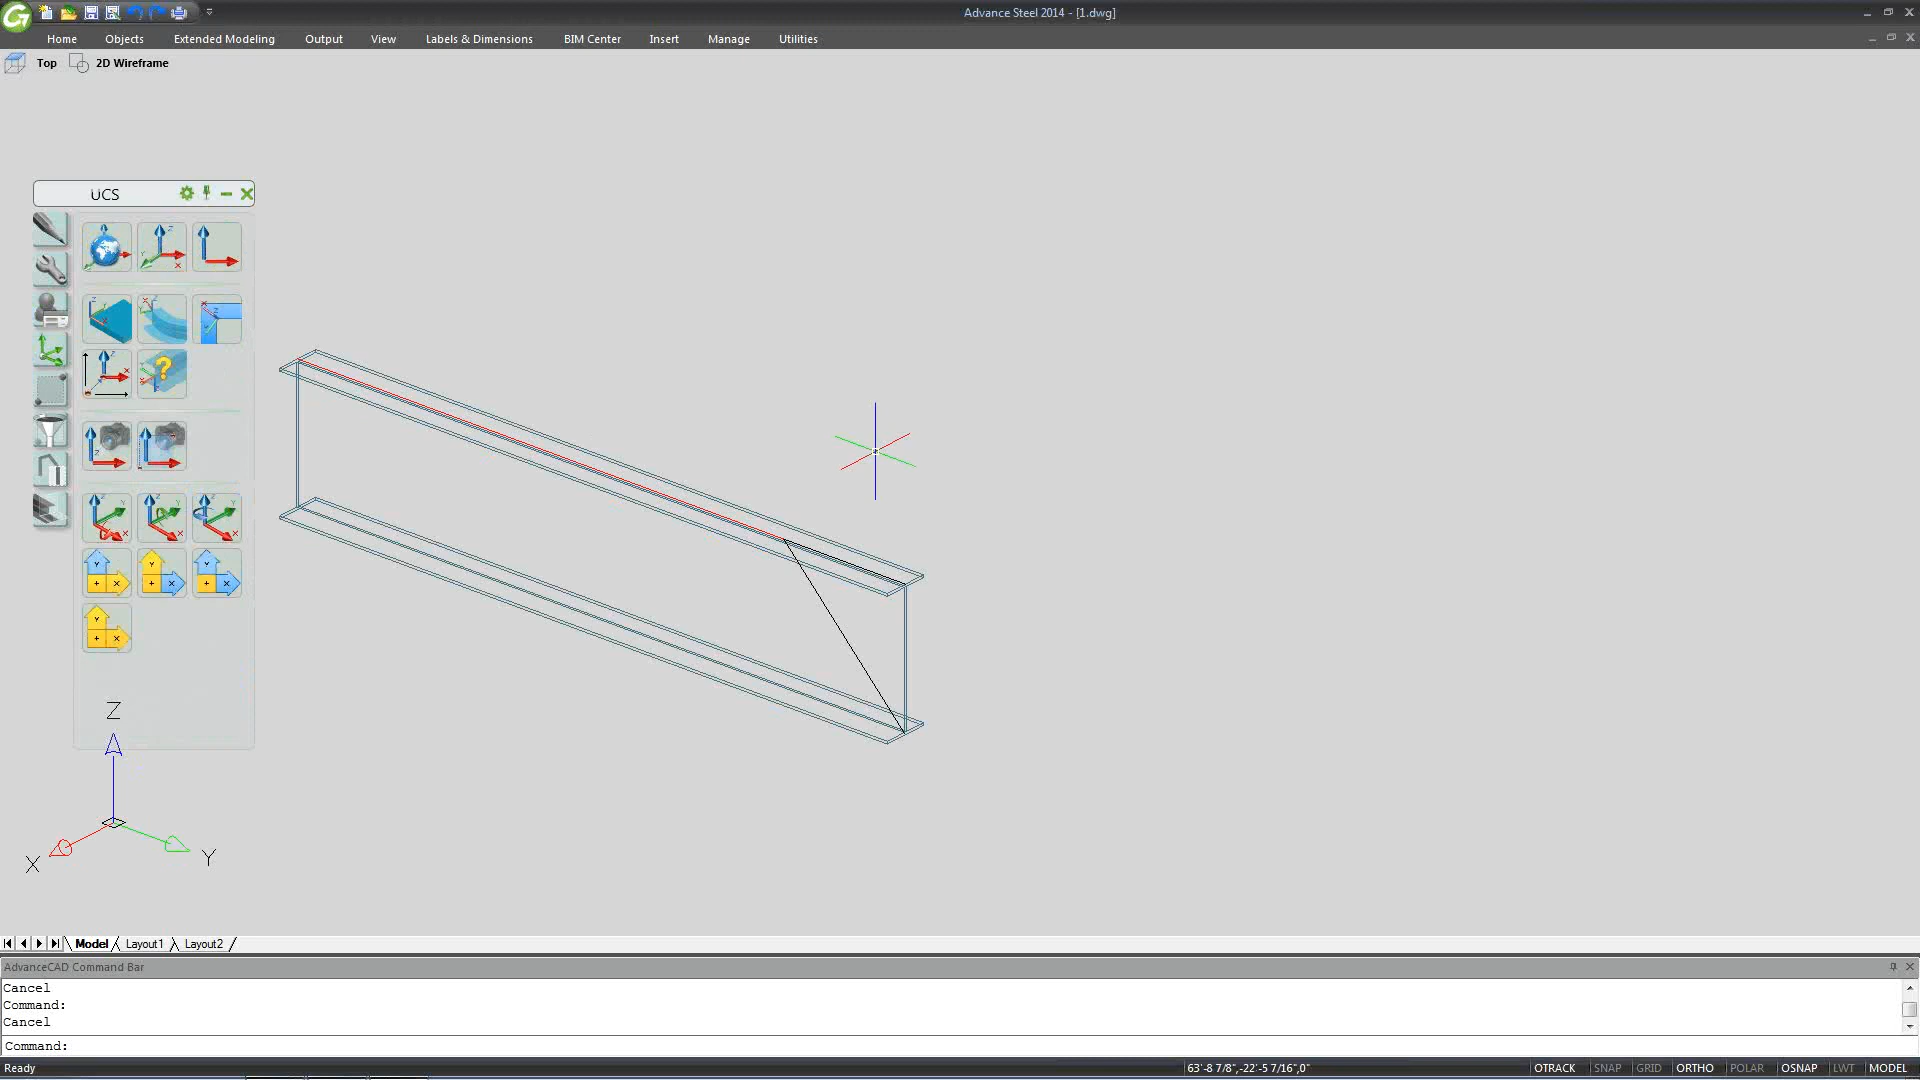 Advance Steel 2014 - [1.dwg]
Home Objects Extended Modeling Output View Labels & Dimensions BIM Center Insert Manage Utilities
Top 2D Wireframe
UCS
Z
X
Y
Model Layout1 Layout2
AdvanceCAD Command Bar
Cancel
Command:
Cancel
Command:
Ready 63'-8 7/8",-22'-5 7/16",0" OTRACK SNAP GRID ORTHO POLAR OSNAP LWT MODEL